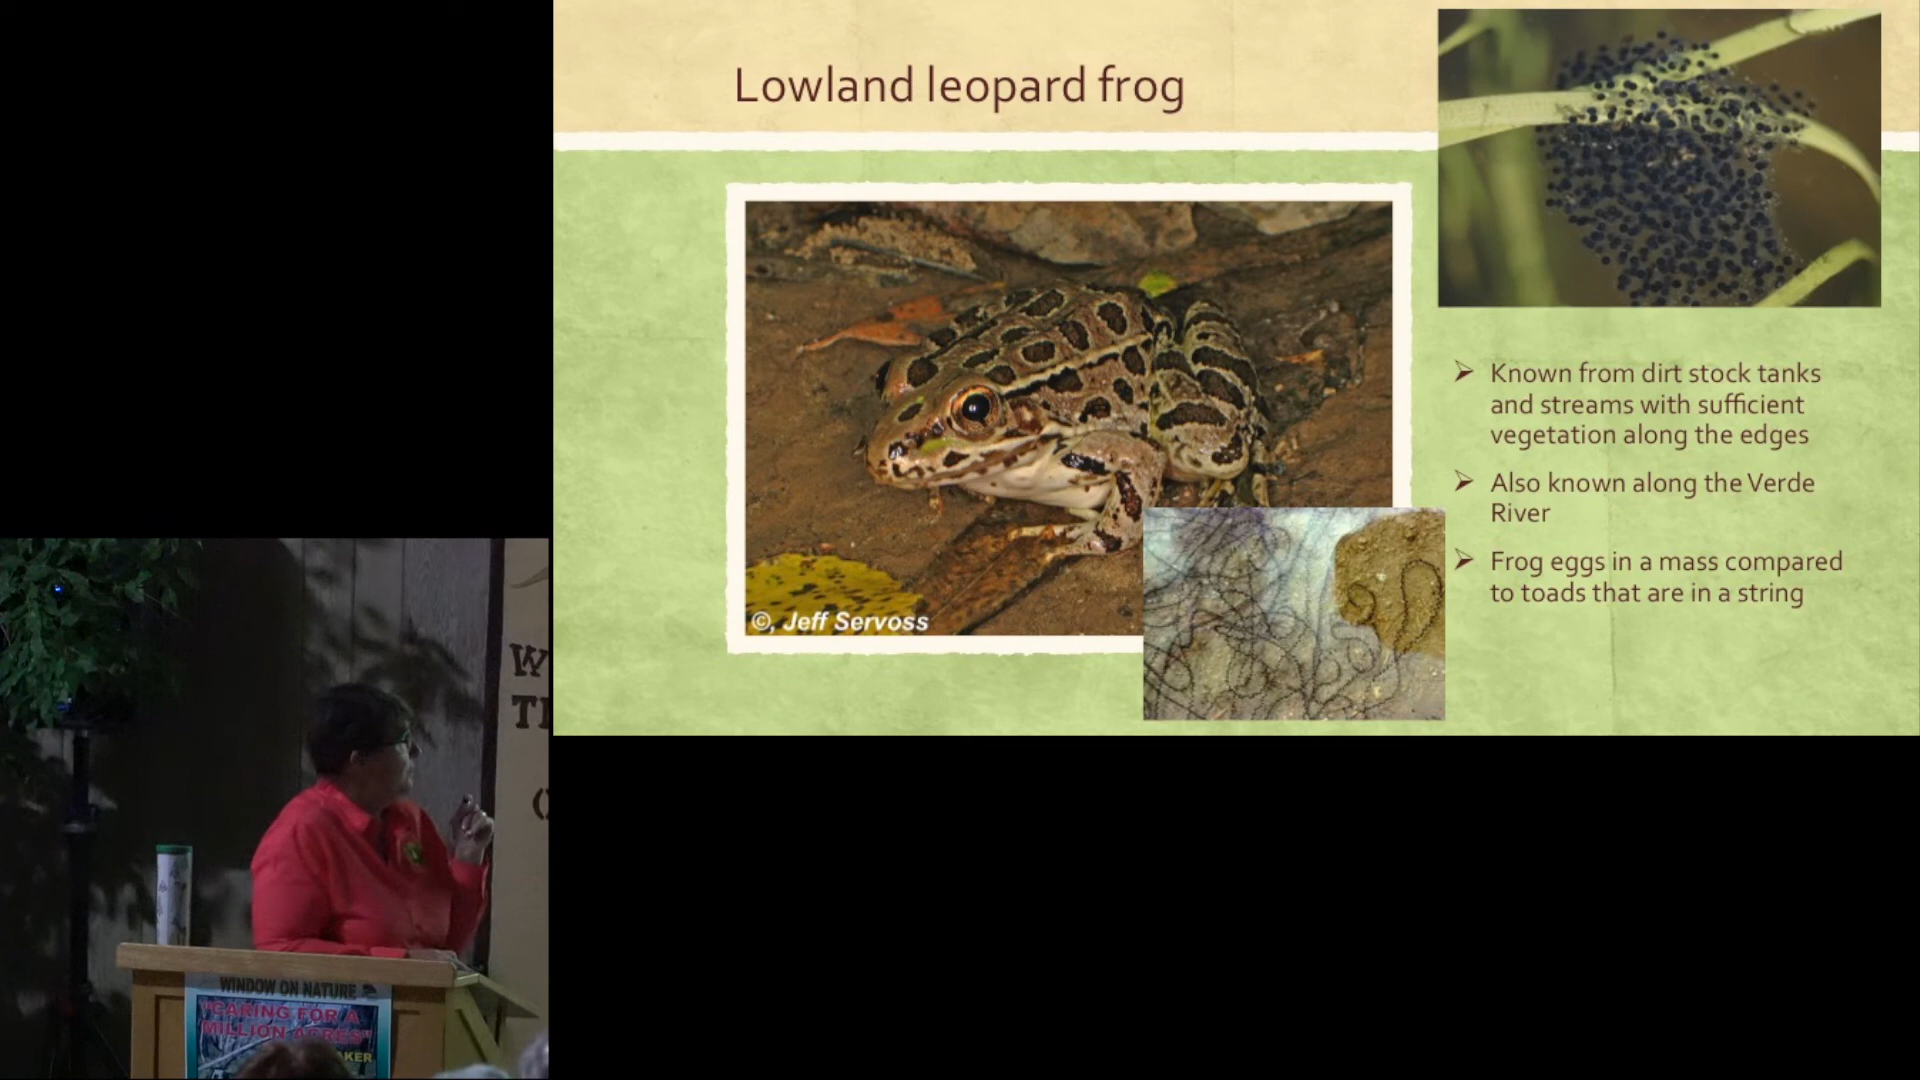 Lowland leopard frog
Known from dirt stock tanks
and streams with sufficient
vegetation along the edges
Also known along the Verde
River
Frog eggs in a mass compared
to toads that are in a string
©, Jeff Servoss
WINDOW ON NATURE
"CARING FOR A
MILLION ACRES"